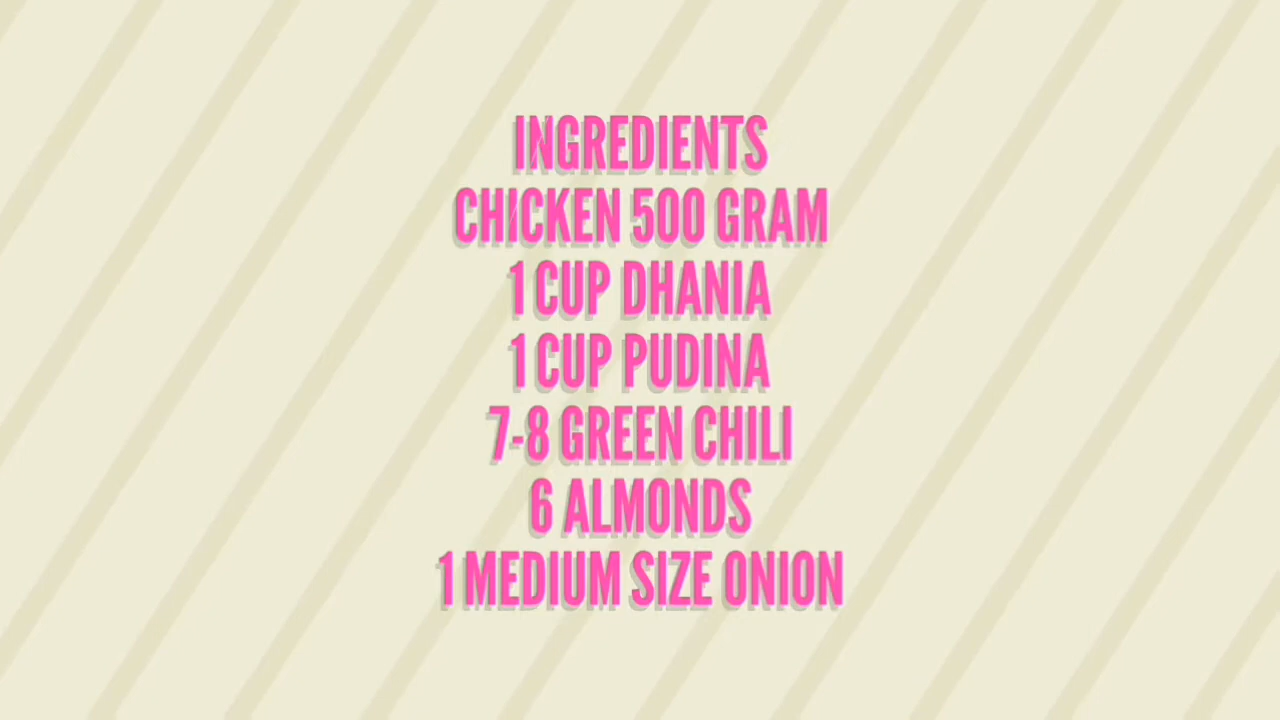 INGREDIENTS
CHICKEN 500 GRAM
1 CUP DHANIA
1 CUP PUDINA
7-8 GREEN CHILI
6 ALMONDS
1 MEDIUM SIZE ONION